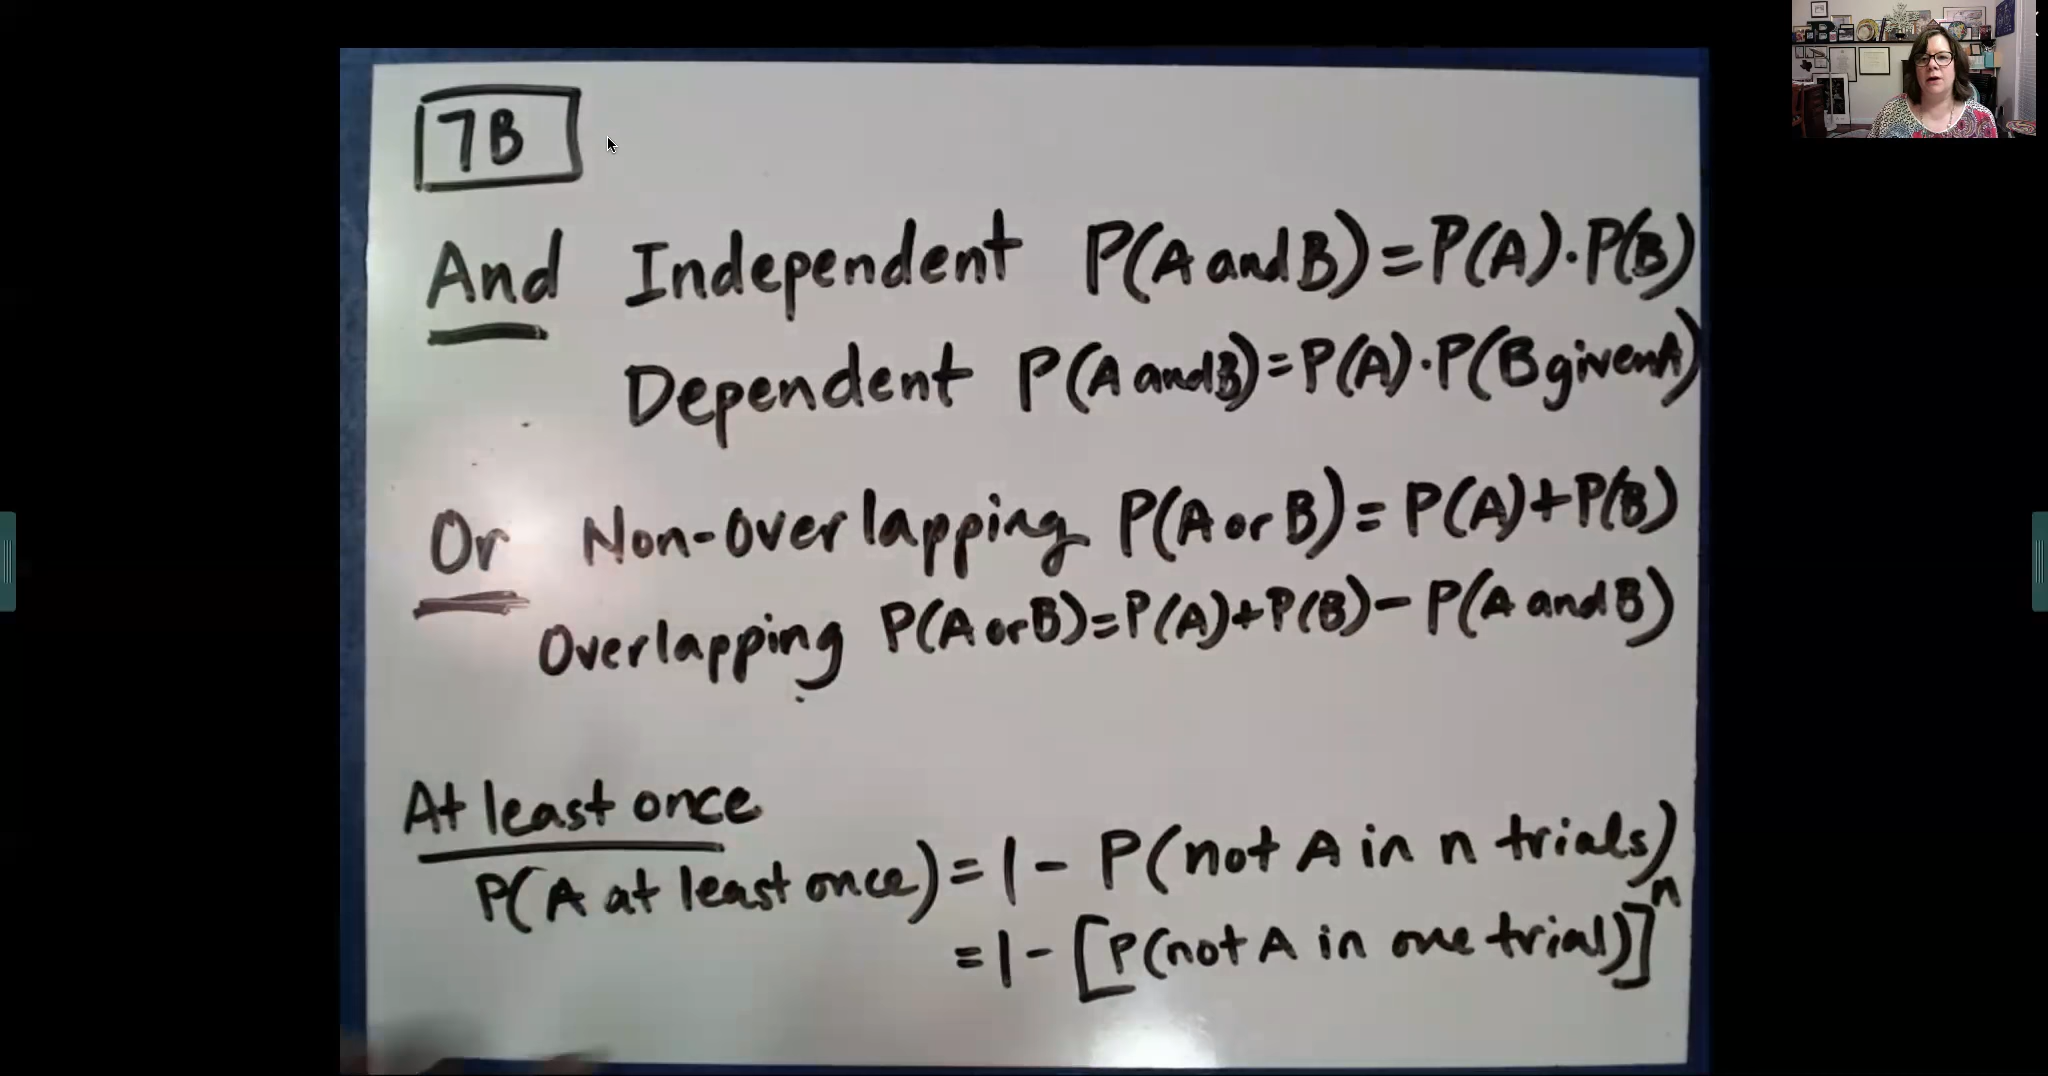 7B
And Independent P(A and B) = P(A) · P(B)
Dependent P(A and B) = P(A) · P(B given A)
Or Non-Overlapping P(A or B) = P(A) + P(B)
Overlapping P(A or B) = P(A) + P(B) - P(A and B)
At least once
P(A at least once) = 1 - P(not A in n trials)
= 1 - [P(not A in one trial)]^n